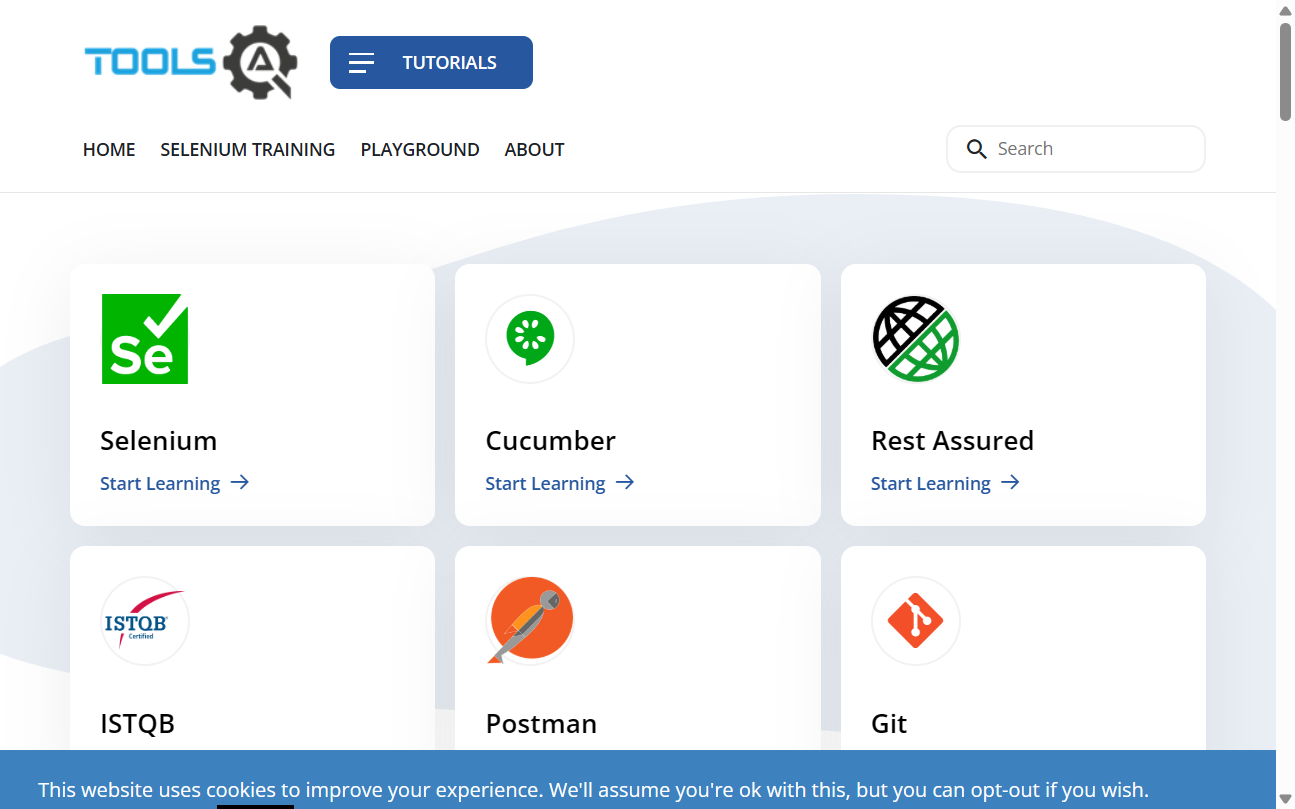 TOOLS
TUTORIALS
HOME SELENIUM TRAINING PLAYGROUND ABOUT
Search
Se
Selenium
Start Learning
Cucumber
Start Learning
Rest Assured
Start Learning
ISTQB
Certified
ISTQB
Postman
Git
This website uses cookies to improve your experience. We'll assume you're ok with this, but you can opt-out if you wish.